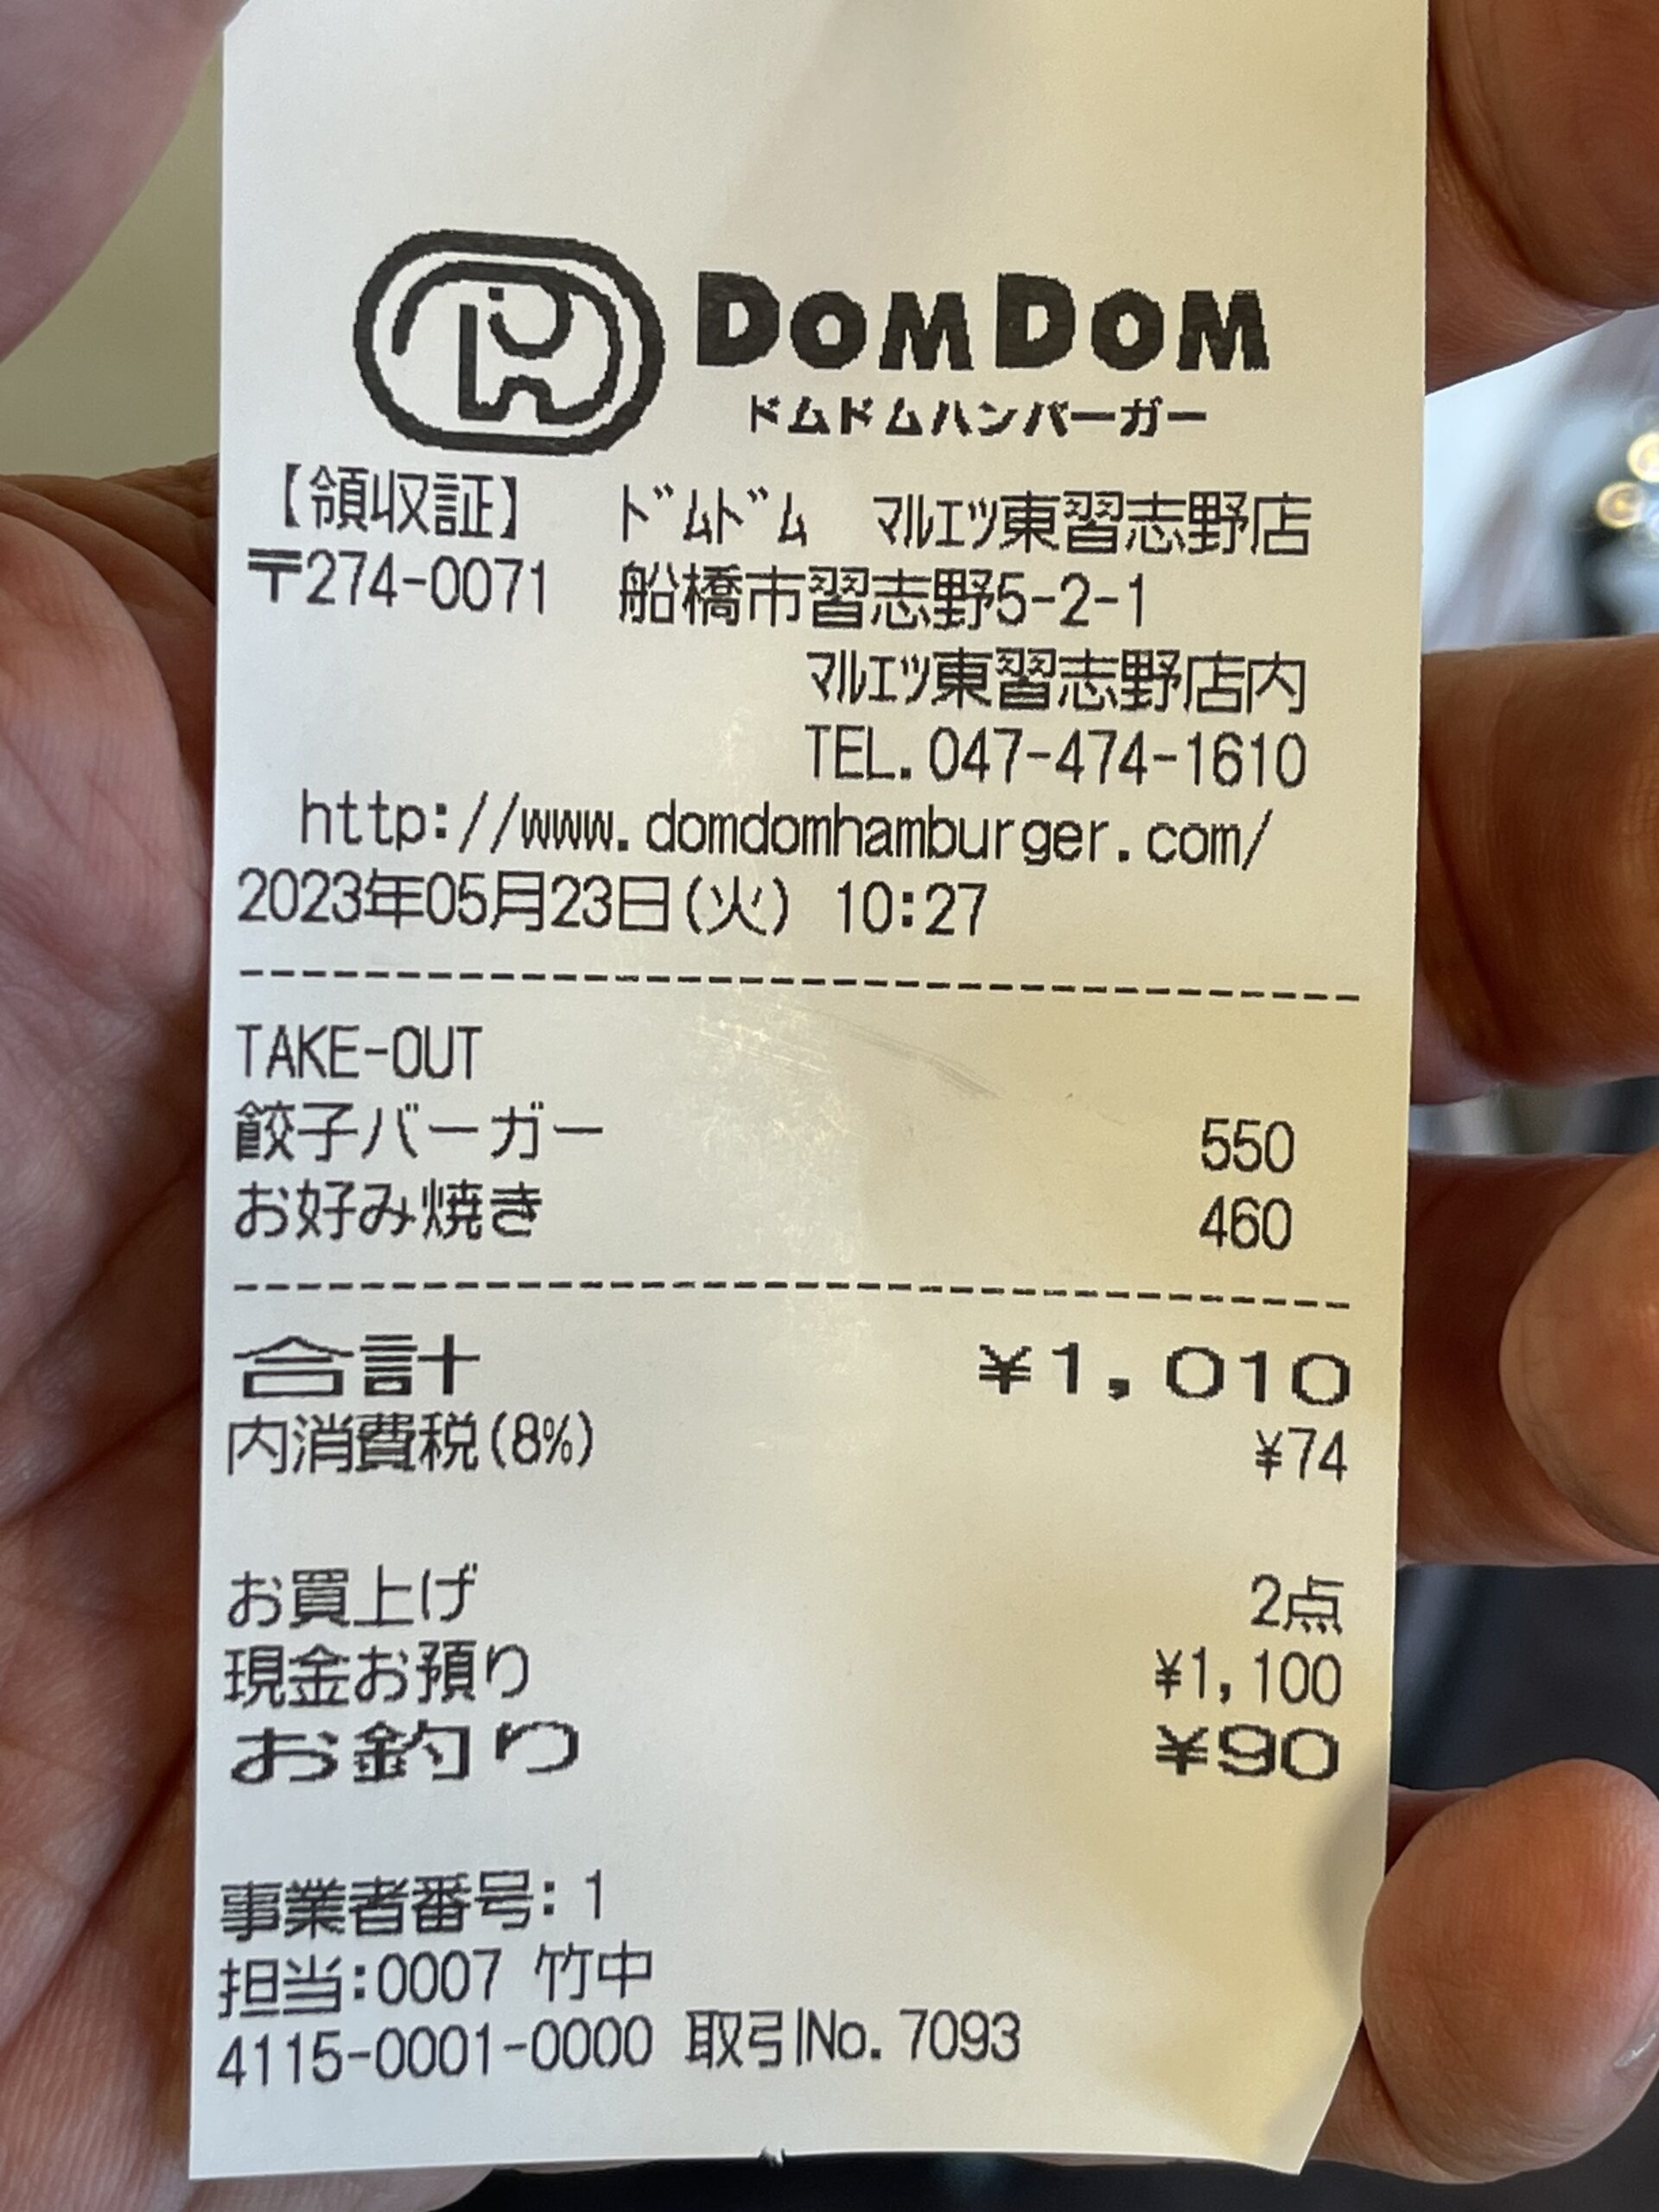 DOMDOM
ドムドムハンバーガー
【領収証】 ﾄﾞﾑﾄﾞﾑ ﾏﾙｴﾂ東習志野店
〒274-0071 船橋市習志野5-2-1
ﾏﾙｴﾂ東習志野店内
TEL.047-474-1610
http://www.domdomhamburger.com/
2023年05月23日(火) 10:27
TAKE-OUT
餃子バーガー 550
お好み焼き 460
合計 ¥1,010
内消費税(8%) ¥74
お買上げ 2点
現金お預り ¥1,100
お釣り ¥90
事業者番号:1
担当:0007 竹中
4115-0001-0000 取引No.7093